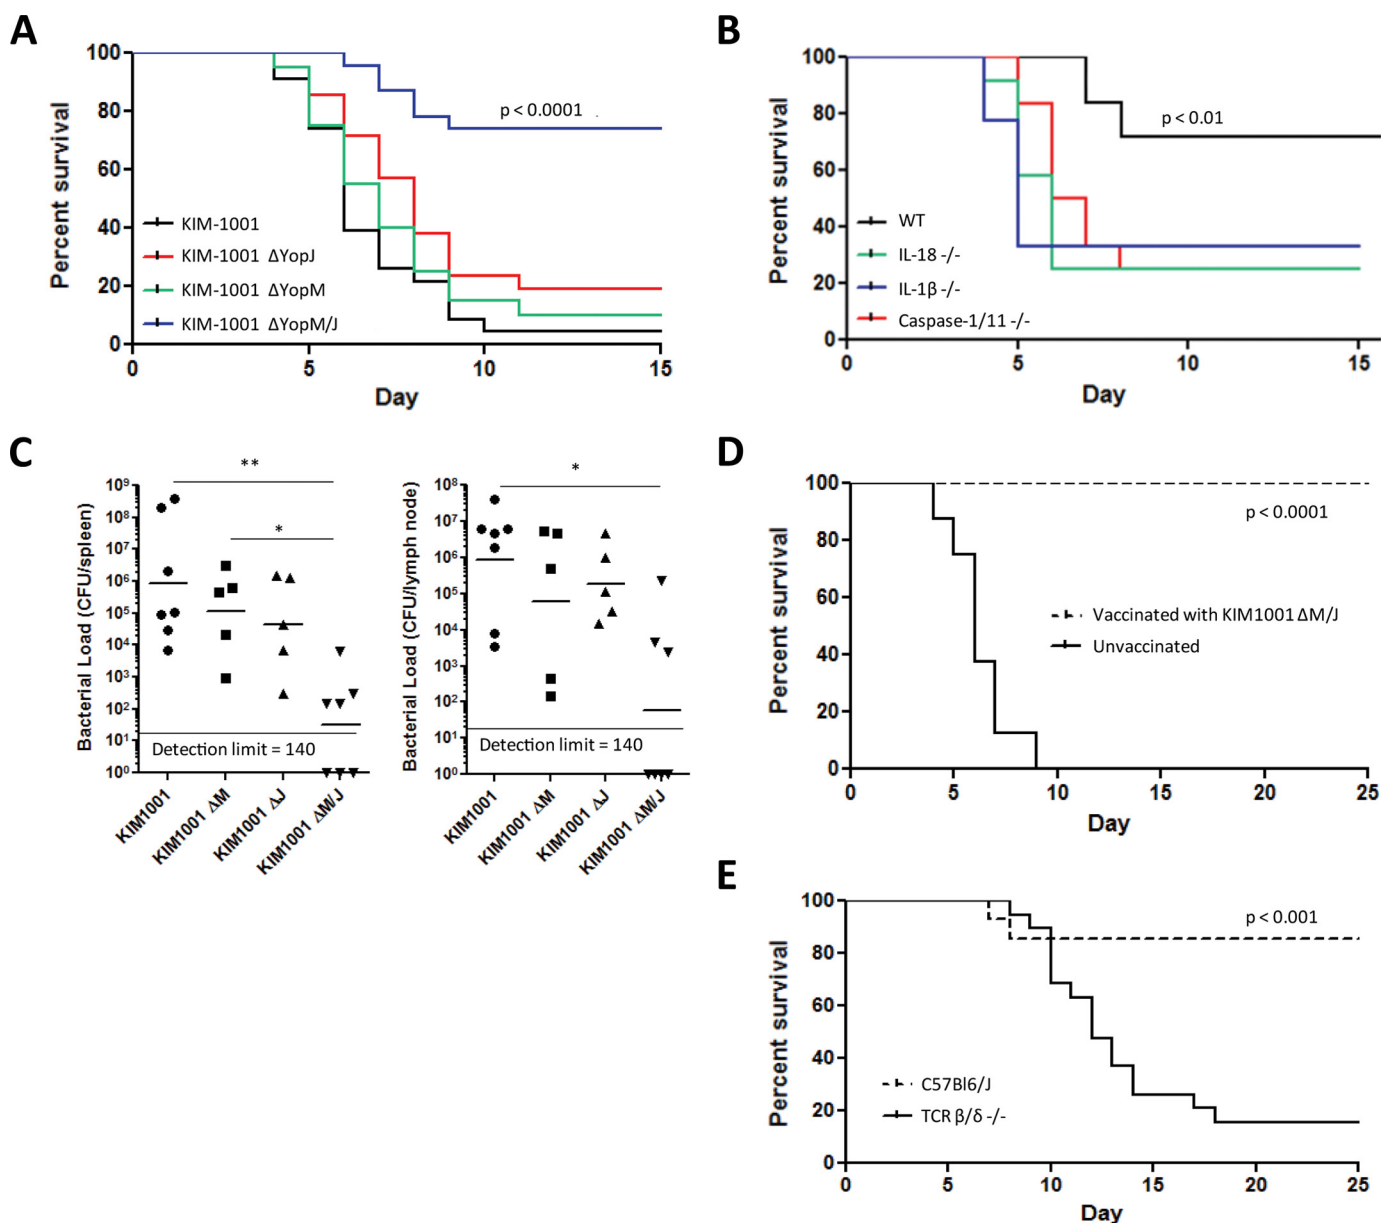 A
100
80
60
40
20
0
0
5
10
15
Percent survival
Day
p < 0.0001
KIM-1001
KIM-1001 ΔYopJ
KIM-1001 ΔYopM
KIM-1001 ΔYopM/J
B
100
80
60
40
20
0
0
5
10
15
Percent survival
Day
p < 0.01
WT
IL-18 -/-
IL-1β -/-
Caspase-1/11 -/-
C
Bacterial Load (CFU/spleen)
10⁹
10⁸
10⁷
10⁶
10⁵
10⁴
10³
10²
10¹
10⁰
**
*
Detection limit = 140
KIM1001
KIM1001 ΔM
KIM1001 ΔJ
KIM1001 ΔM/J
Bacterial Load (CFU/lymph node)
10⁸
10⁷
10⁶
10⁵
10⁴
10³
10²
10¹
10⁰
*
Detection limit = 140
KIM1001
KIM1001 ΔM
KIM1001 ΔJ
KIM1001 ΔM/J
D
100
80
60
40
20
0
0
5
10
15
20
25
Percent survival
Day
p < 0.0001
Vaccinated with KIM1001 ΔM/J
Unvaccinated
E
100
80
60
40
20
0
0
5
10
15
20
25
Percent survival
Day
p < 0.001
C57Bl6/J
TCR β/δ -/-